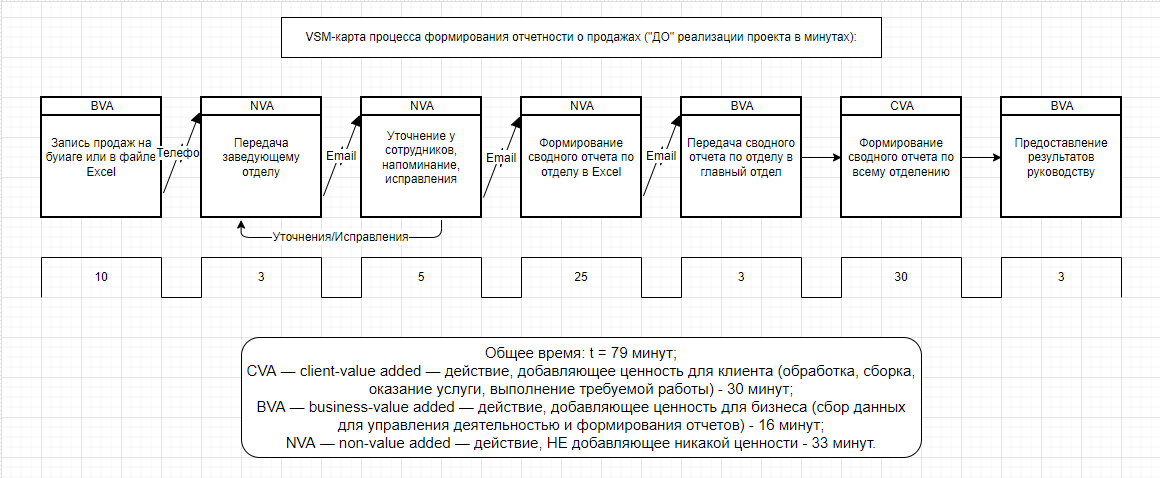 VSM-карта процесса формирования отчетности о продажах ("ДО" реализации проекта в минутах):
BVA
Запись продаж на
буиаге или в файле
Excel
Телефо
NVA
Передача
заведующему
отделу
Email
NVA
Уточнение у
сотрудников,
напоминание,
исправления
Email
NVA
Формирование
сводного отчета по
отделу в Excel
Email
BVA
Передача сводного
отчета по отделу в
главный отдел
CVA
Формирование
сводного отчета по
всему отделению
BVA
Предоставление
результатов
руководству
Уточнения/Исправления
10
3
5
25
3
30
3
Общее время: t = 79 минут;
CVA — client-value added — действие, добавляющее ценность для клиента (обработка, сборка,
оказание услуги, выполнение требуемой работы) - 30 минут;
BVA — business-value added — действие, добавляющее ценность для бизнеса (сбор данных
для управления деятельностью и формирования отчетов) - 16 минут;
NVA — non-value added — действие, НЕ добавляющее никакой ценности - 33 минут.